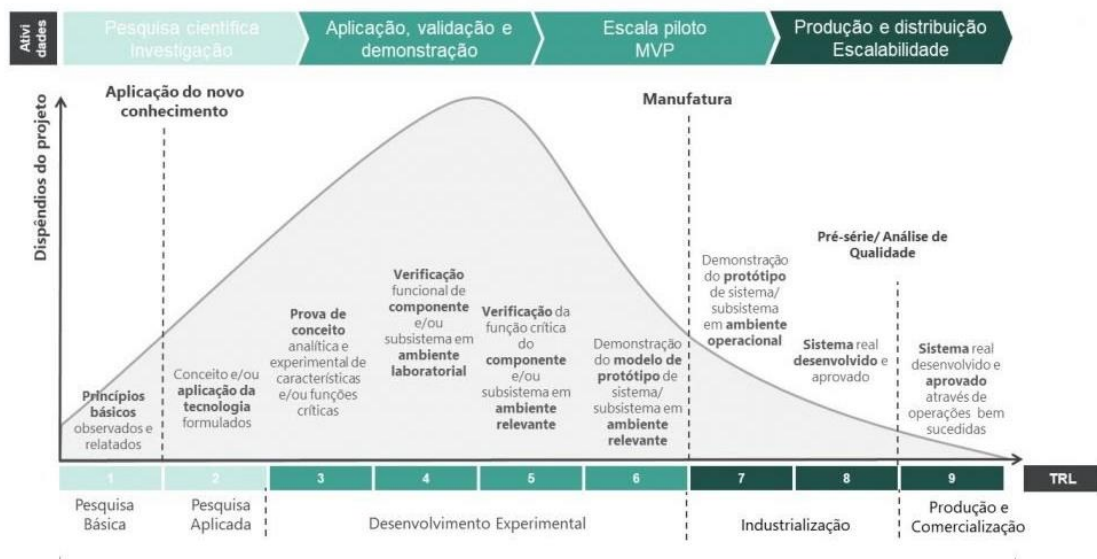 Ativi
dades
Pesquisa científica
Investigação
Aplicação, validação e
demonstração
Escala piloto
MVP
Produção e distribuição
Escalabilidade
Dispêndios do projeto
Aplicação do novo
conhecimento
Manufatura
Pré-série/ Análise de
Qualidade
Princípios
básicos
observados e
relatados
Conceito e/ou
aplicação da
tecnologia
formulados
Prova de
conceito
analítica e
experimental de
características
e/ou funções
críticas
Verificação
funcional de
componente
e/ou
subsistema em
ambiente
laboratorial
Verificação da
função crítica
do
componente
e/ou
subsistema em
ambiente
relevante
Demonstração
do modelo de
protótipo de
sistema/
subsistema em
ambiente
relevante
Demonstração
do protótipo
de sistema/
subsistema
em ambiente
operacional
Sistema real
desenvolvido e
aprovado
Sistema real
desenvolvido e
aprovado
através de
operações bem
sucedidas
1 2 3 4 5 6 7 8 9 TRL
Pesquisa
Básica
Pesquisa
Aplicada
Desenvolvimento Experimental
Industrialização
Produção e
Comercialização